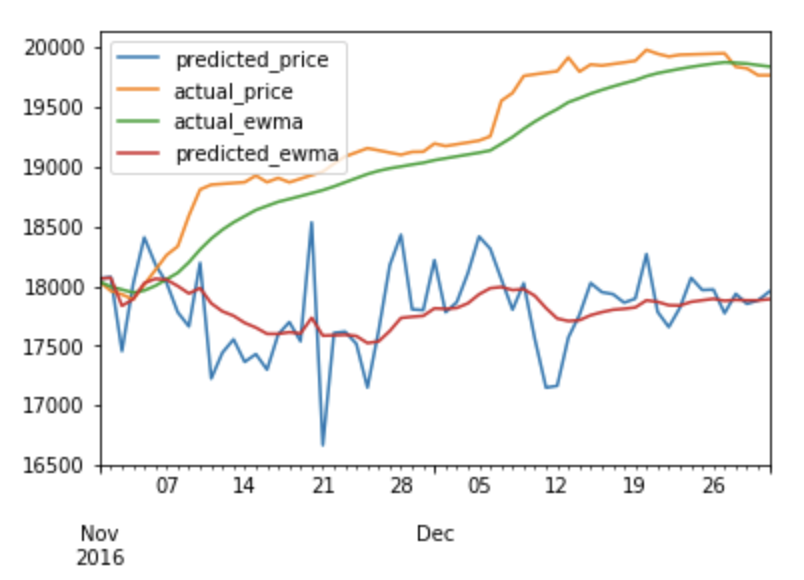 20000
19500
19000
18500
18000
17500
17000
16500
predicted_price
actual_price
actual_ewma
predicted_ewma
07 14 21 28 05 12 19 26
Nov Dec
2016